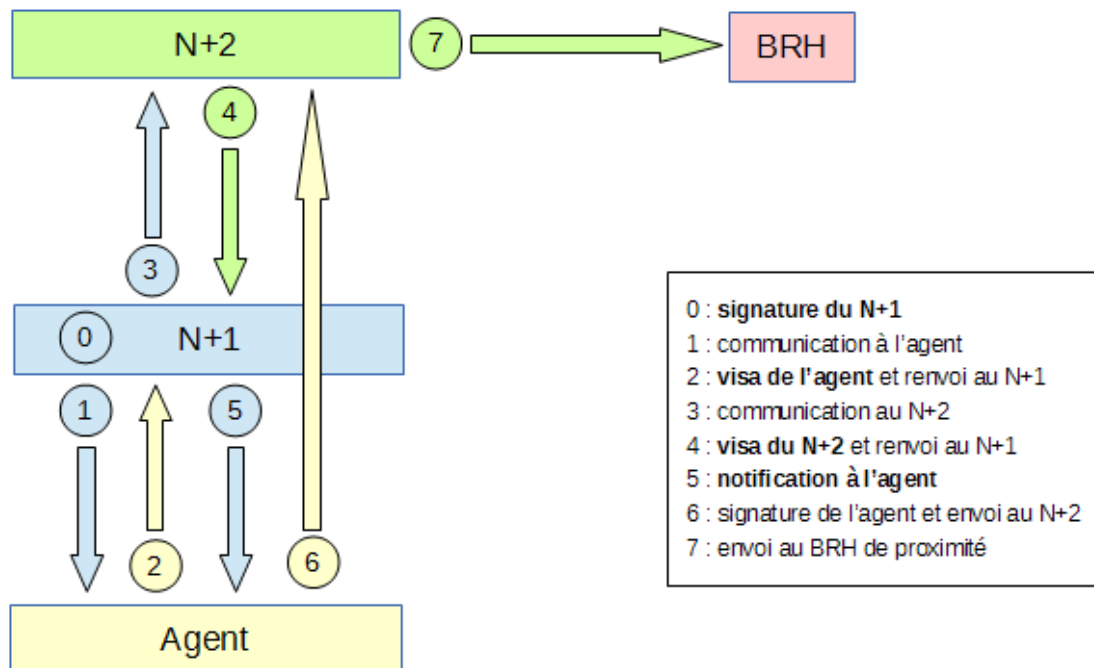 N+2
7
BRH
4
3
0
N+1
1
5
2
6
Agent
0 : signature du N+1
1 : communication à l'agent
2 : visa de l'agent et renvoi au N+1
3 : communication au N+2
4 : visa du N+2 et renvoi au N+1
5 : notification à l'agent
6 : signature de l'agent et envoi au N+2
7 : envoi au BRH de proximité